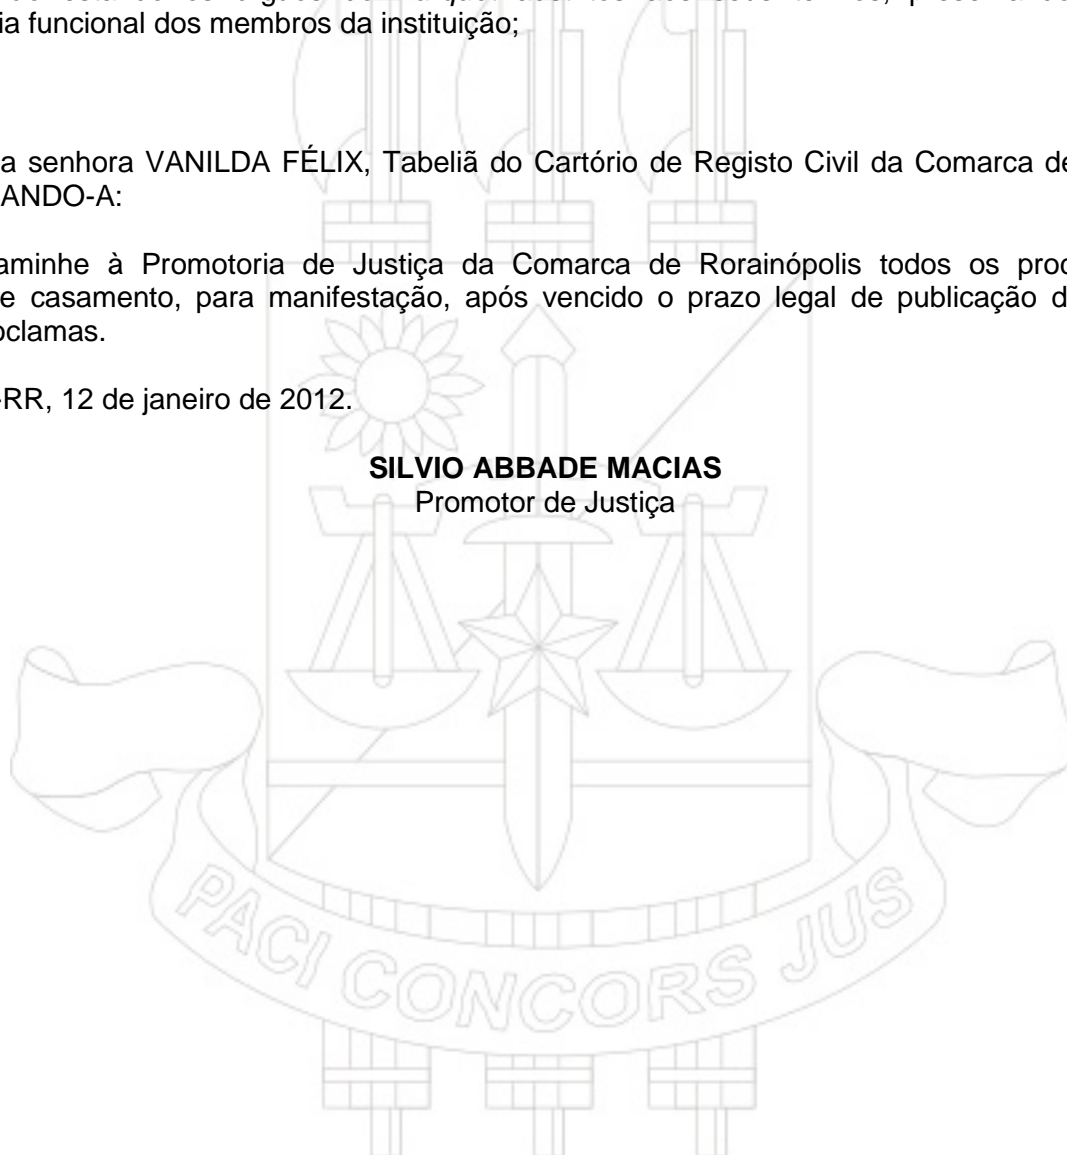 ia funcional dos membros da instituição;
a senhora VANILDA FÉLIX, Tabeliã do Cartório de Registo Civil da Comarca de
ANDO-A:
aminhe à Promotoria de Justiça da Comarca de Rorainópolis todos os
e casamento, para manifestação, após vencido o prazo legal de publicação
oclamas.
-RR, 12 de janeiro de 2012.
SILVIO ABBADE MACIAS
Promotor de Justiça
PACI CONCORS JUS